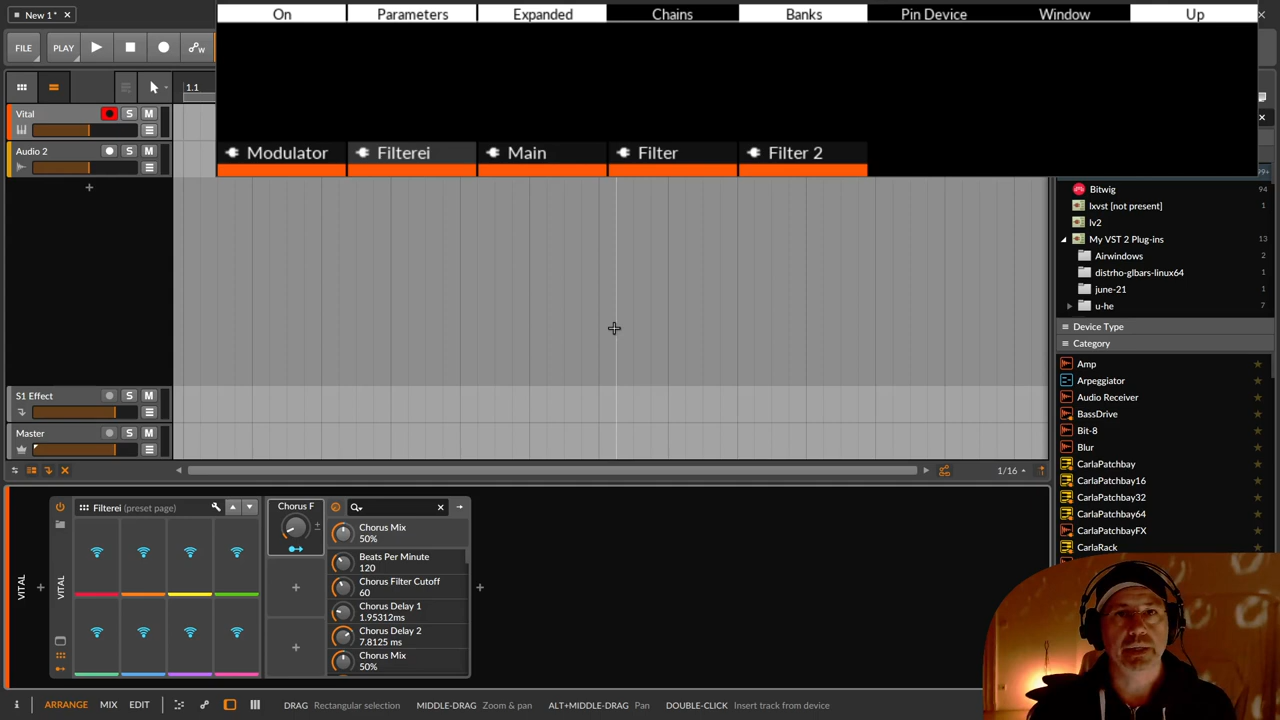 New 1*
On
Parameters
Expanded
Chains
Banks
Pin Device
Window
Up
FILE
PLAY
1.1
Modulator
Filterei
Main
Filter
Filter 2
Vital
S
M
Audio 2
S
M
S1 Effect
S
M
Master
S
M
1/16
99+
Bitwig
94
lxvst [not present]
1
lv2
My VST 2 Plug-ins
13
Airwindows
2
distrho-glbars-linux64
1
june-21
1
u-he
7
Device Type
Category
Amp
Arpeggiator
Audio Receiver
BassDrive
Bit-8
Blur
CarlaPatchbay
CarlaPatchbay16
CarlaPatchbay32
CarlaPatchbay64
CarlaPatchbayFX
CarlaRack
VITAL
VITAL
Filterei (preset page)
Chorus F
Chorus Mix
50%
Beats Per Minute
120
Chorus Filter Cutoff
60
Chorus Delay 1
1.95312ms
Chorus Delay 2
7.8125 ms
Chorus Mix
50%
ARRANGE
MIX
EDIT
DRAG Rectangular selection
MIDDLE-DRAG Zoom & pan
ALT+MIDDLE-DRAG Pan
DOUBLE-CLICK Insert track from device